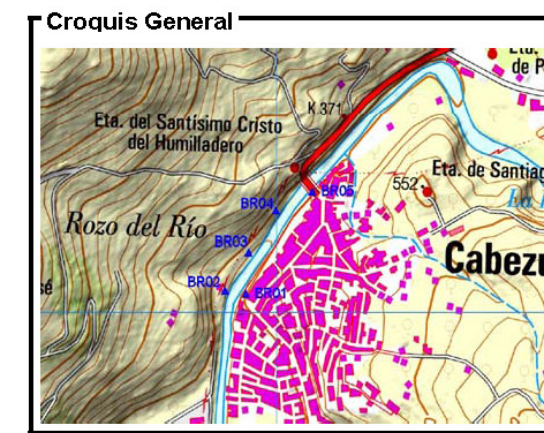 Croquis General
de P
K.371
Eta. del Santísimo Cristo
del Humilladero
Eta. de Santiag
552
BR05
BR04
Rozo del Río
BR03
Cabezu
BR02
BR01